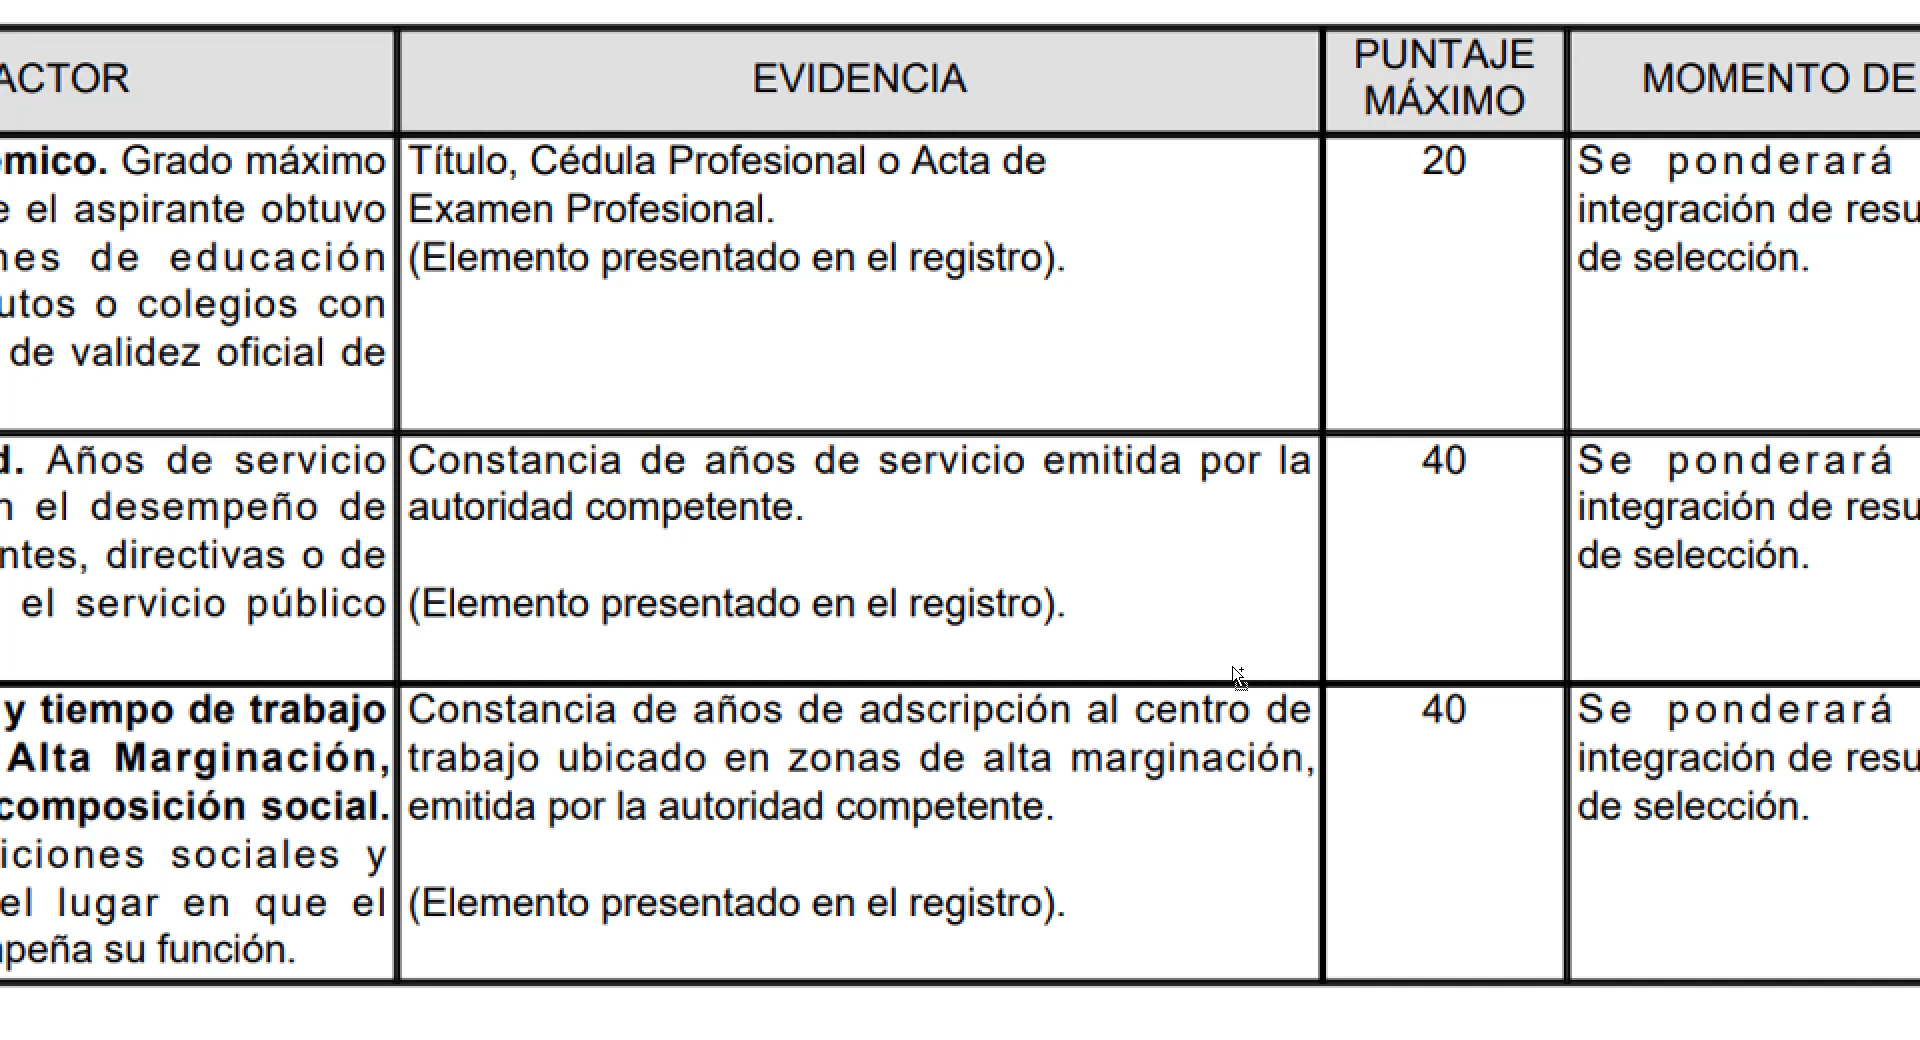 ACTOR
EVIDENCIA
PUNTAJE
MÁXIMO
MOMENTO DE
émico. Grado máximo
e el aspirante obtuvo
nes de educación
utos o colegios con
de validez oficial de
Título, Cédula Profesional o Acta de
Examen Profesional.
(Elemento presentado en el registro).
20
Se ponderará
integración de resu
de selección.
d. Años de servicio
n el desempeño de
ntes, directivas o de
el servicio público
Constancia de años de servicio emitida por la
autoridad competente.
(Elemento presentado en el registro).
40
Se ponderará
integración de resu
de selección.
y tiempo de trabajo
Alta Marginación,
composición social.
iciones sociales y
el lugar en que el
peña su función.
Constancia de años de adscripción al centro de
trabajo ubicado en zonas de alta marginación,
emitida por la autoridad competente.
(Elemento presentado en el registro).
40
Se ponderará
integración de resu
de selección.